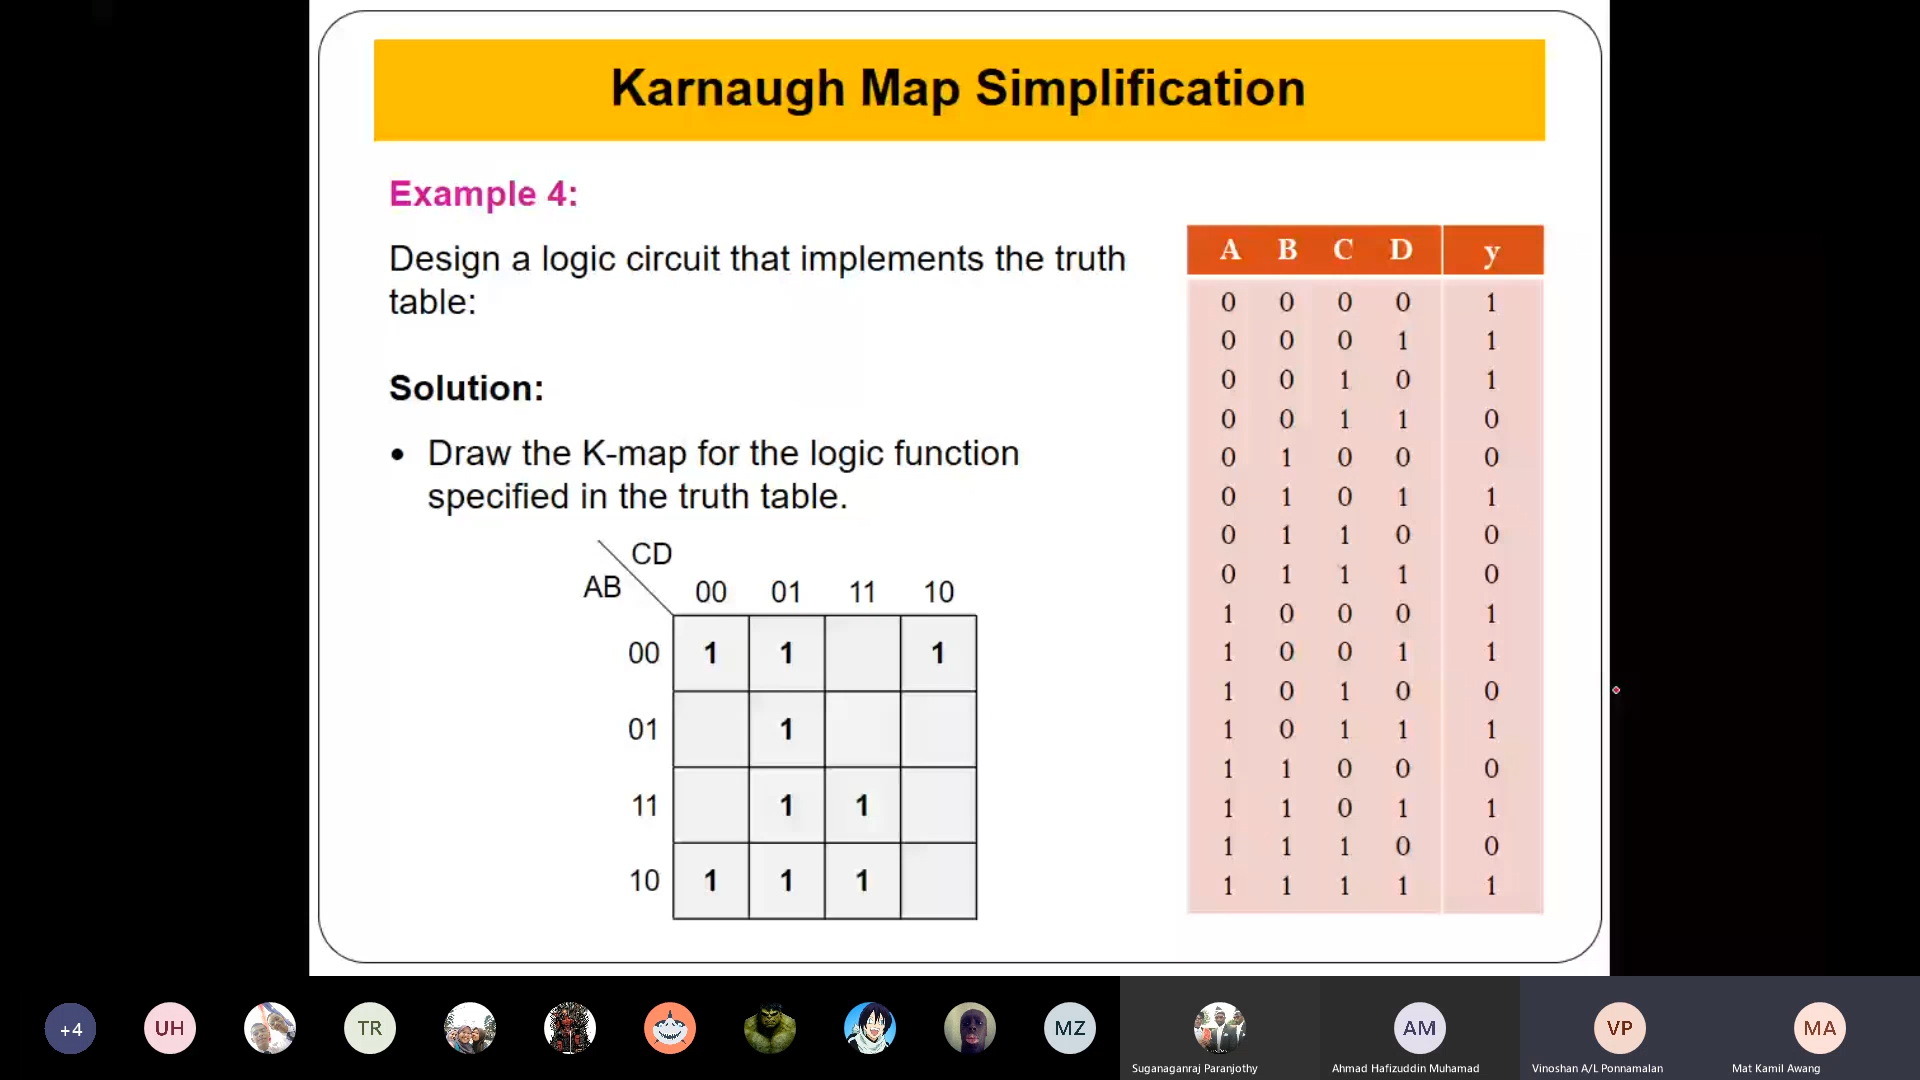 Karnaugh Map Simplification
Example 4:
Design a logic circuit that implements the truth
table:
Solution:
• Draw the K-map for the logic function
specified in the truth table.
CD
AB
00 01 11 10
00 1 1 1
01 1
11 1 1
10 1 1 1
A B C D y
0 0 0 0 1
0 0 0 1 1
0 0 1 0 1
0 0 1 1 0
0 1 0 0 0
0 1 0 1 1
0 1 1 0 0
0 1 1 1 0
1 0 0 0 1
1 0 0 1 1
1 0 1 0 0
1 0 1 1 1
1 1 0 0 0
1 1 0 1 1
1 1 1 0 0
1 1 1 1 1
+4 UH TR MZ AM VP MA
Suganaganraj Paranjothy Ahmad Hafizuddin Muhamad Vinoshan A/L Ponnamalan Mat Kamil Awang